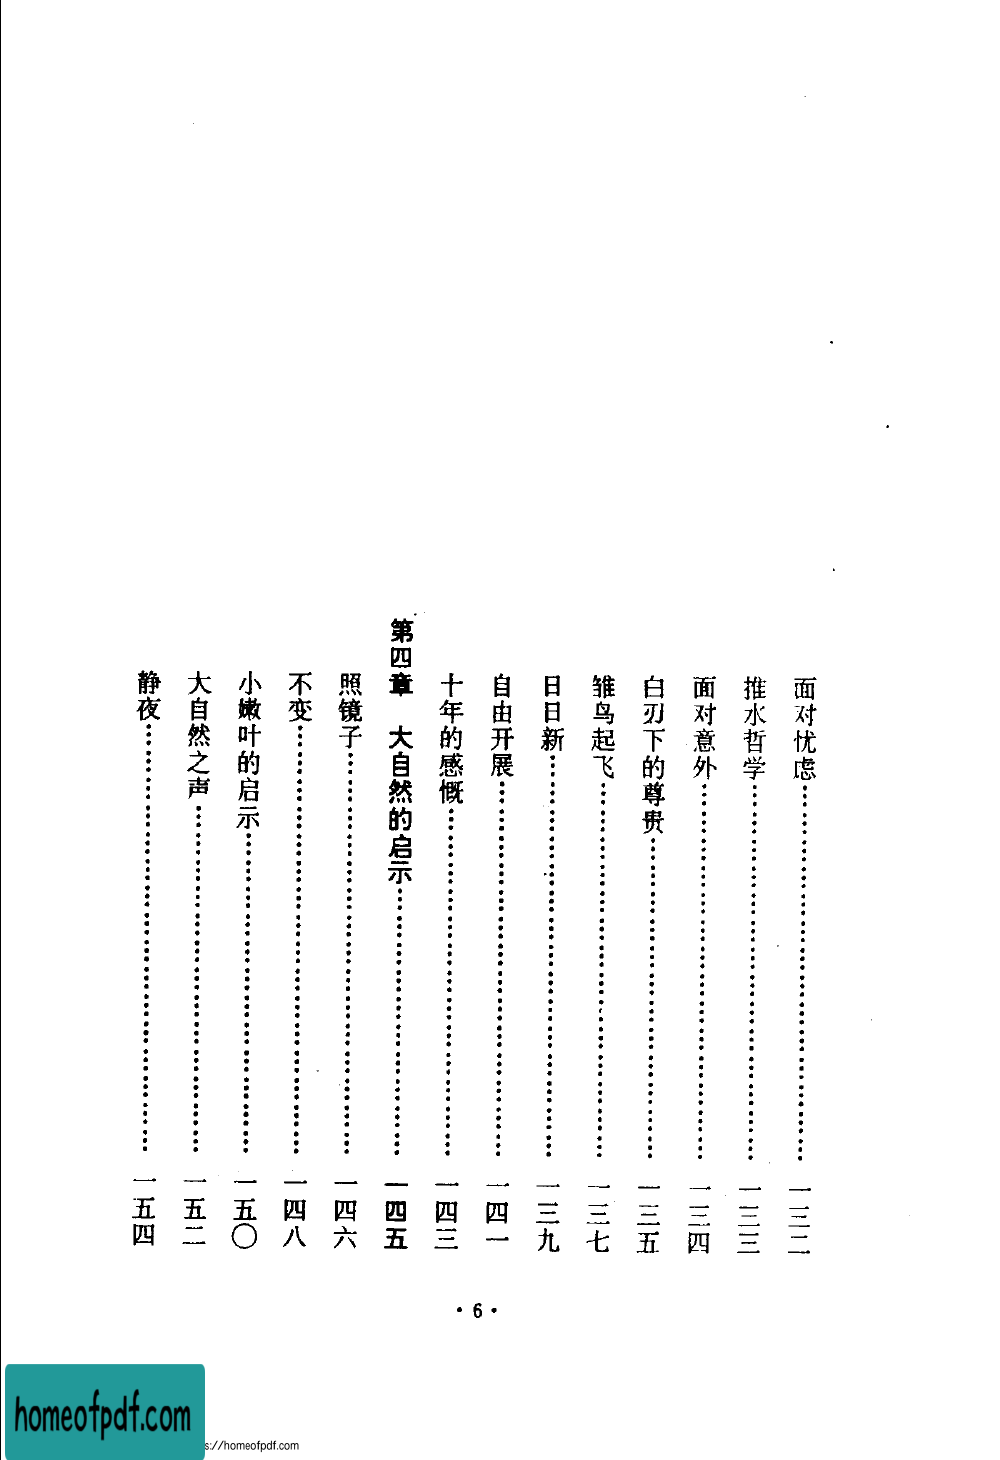 面对忧虑……一三二
推水哲学……一三三
面对意外……一三四
白刃下的尊贵……一三五
雏鸟起飞……一三七
日日新……一三九
自由开展……一四一
十年的感慨……一四三
第四章　大自然的启示……一四五
照镜子……一四六
不变……一四八
小嫩叶的启示……一五〇
大自然之声……一五二
静夜……一五四
·6·
homeofpdf.com
s://homeofpdf.com